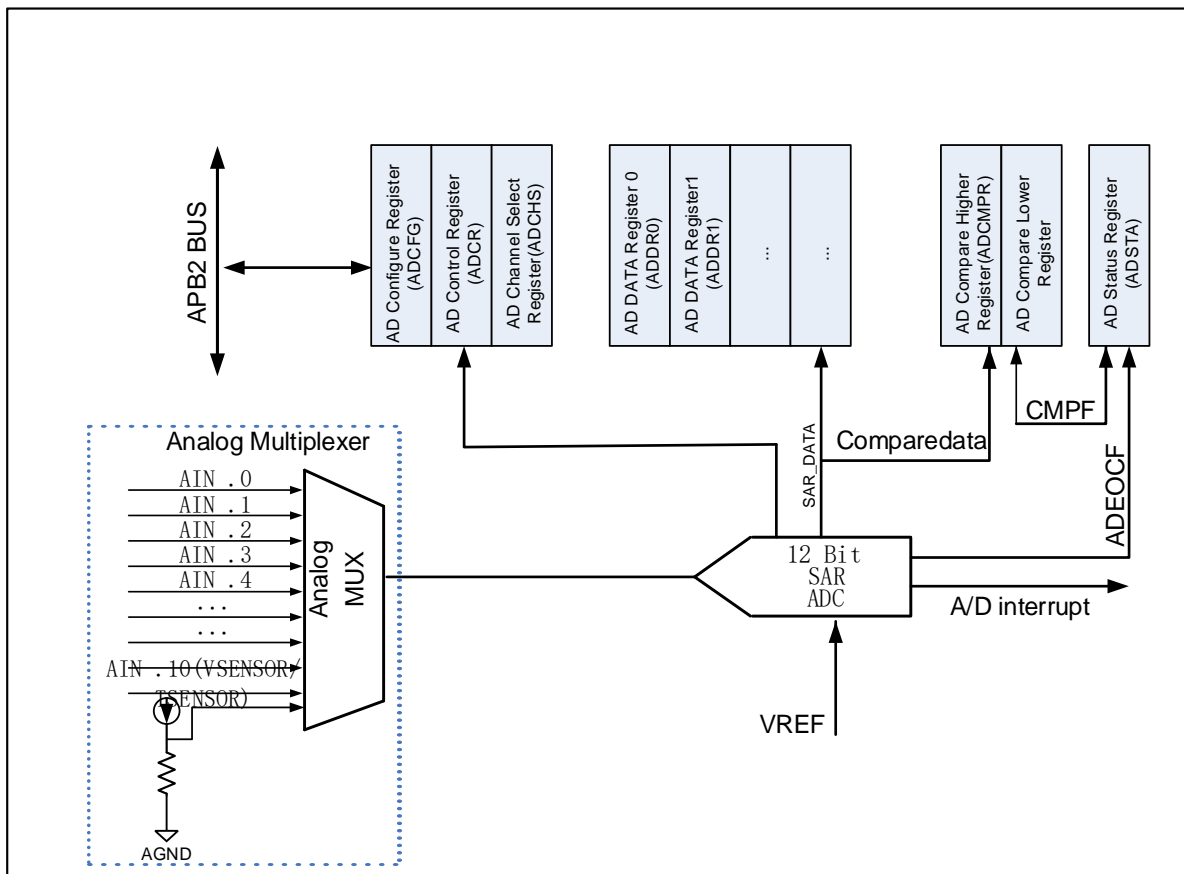 APB2 BUS
AD Configure Register
(ADCFG)
AD Control Register
(ADCR)
AD Channel Select
Register(ADCHS)
AD DATA Register 0
(ADDR0)
AD DATA Register1
(ADDR1)
...
...
AD Compare Higher
Register(ADCMPR)
AD Compare Lower
Register
AD Status Register
(ADSTA)
CMPF
Comparedata
SAR_DATA
ADEOCF
Analog Multiplexer
AIN .0
AIN .1
AIN .2
AIN .3
AIN .4
...
...
AIN .10(VSENSOR/
TSENSOR)
Analog
MUX
12 Bit
SAR
ADC
A/D interrupt
VREF
AGND